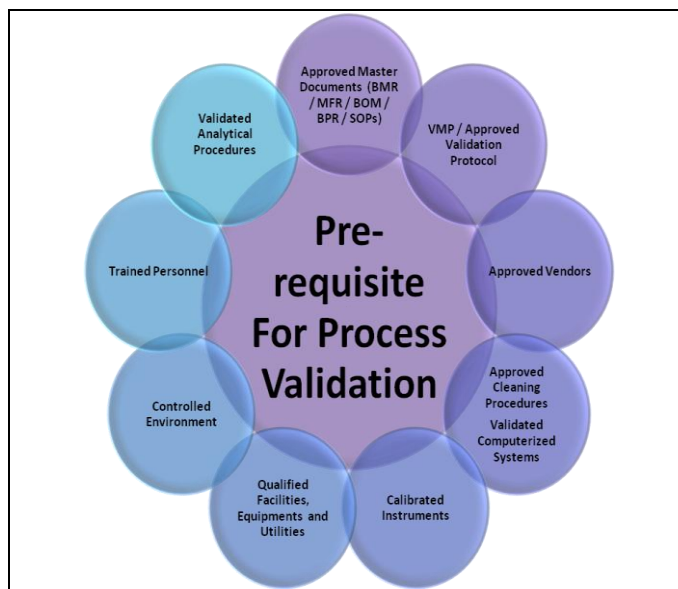 Approved Master
Documents (BMR
/ MFR / BOM /
BPR / SOPs)
VMP / Approved
Validation
Protocol
Approved Vendors
Approved
Cleaning
Procedures
Validated
Computerized
Systems
Calibrated
Instruments
Qualified
Facilities,
Equipments and
Utilities
Controlled
Environment
Trained Personnel
Validated
Analytical
Procedures
Pre-
requisite
For Process
Validation